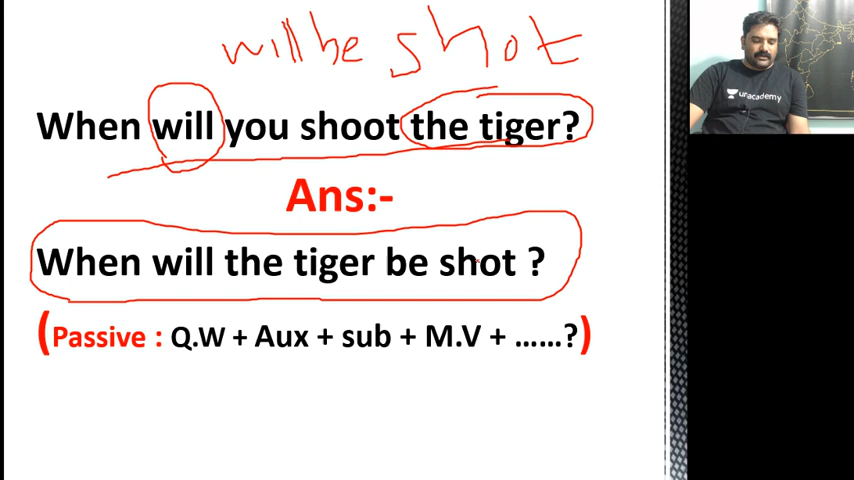 will be shot
When will you shoot the tiger?
Ans:-
When will the tiger be shot ?
(Passive : Q.W + Aux + sub + M.V + ......?)
unacademy